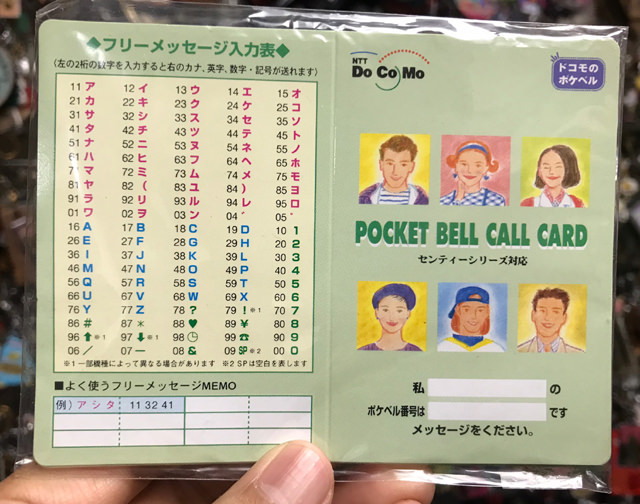 ◆フリーメッセージ入力表◆
(左の2桁の数字を入力すると右のカナ、英字、数字・記号が送れます)
11 ア 12 イ 13 ウ 14 エ 15 オ
21 カ 22 キ 23 ク 24 ケ 25 コ
31 サ 32 シ 33 ス 34 セ 35 ソ
41 タ 42 チ 43 ツ 44 テ 45 ト
51 ナ 52 ニ 53 ヌ 54 ネ 55 ノ
61 ハ 62 ヒ 63 フ 64 ヘ 65 ホ
71 マ 72 ミ 73 ム 74 メ 75 モ
81 ヤ 82 ( 83 ユ 84 ) 85 ヨ
91 ラ 92 リ 93 ル 94 レ 95 ロ
01 ワ 02 ヲ 03 ン 04 ゛ 05 ゜
16 A 17 B 18 C 19 D 10 1
26 E 27 F 28 G 29 H 20 2
36 I 37 J 38 K 39 L 30 3
46 M 47 N 48 O 49 P 40 4
56 Q 57 R 58 S 59 T 50 5
66 U 67 V 68 W 69 X 60 6
76 Y 77 Z 78 ? 79 !※1 70 7
86 # 87 * 88 ♥ 89 ¥ 80 8
96 ⬆※1 97 ⬇※1 98 🕒 99 ☎ 90 9
06 / 07 ー 08 & 09 SP※2 00 0
※1 一部機種によって異なる場合があります ※2 SPは空白を表します
■よく使うフリーメッセージMEMO
例) アシタ 11 32 41
NTT
DoCoMo
ドコモの
ポケベル
POCKET BELL CALL CARD
センティーシリーズ対応
私 の
ポケベル番号は です
メッセージをください。